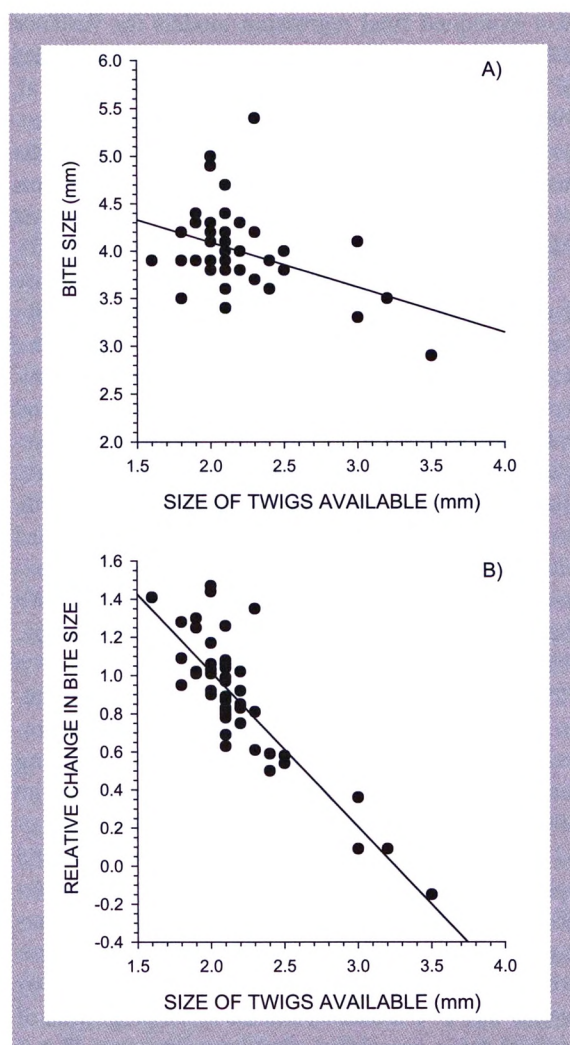 A)
6.0
5.5
5.0
4.5
4.0
3.5
3.0
2.5
2.0
BITE SIZE (mm)
1.5 2.0 2.5 3.0 3.5 4.0
SIZE OF TWIGS AVAILABLE (mm)
B)
1.6
1.4
1.2
1.0
0.8
0.6
0.4
0.2
0.0
-0.2
-0.4
RELATIVE CHANGE IN BITE SIZE
1.5 2.0 2.5 3.0 3.5 4.0
SIZE OF TWIGS AVAILABLE (mm)